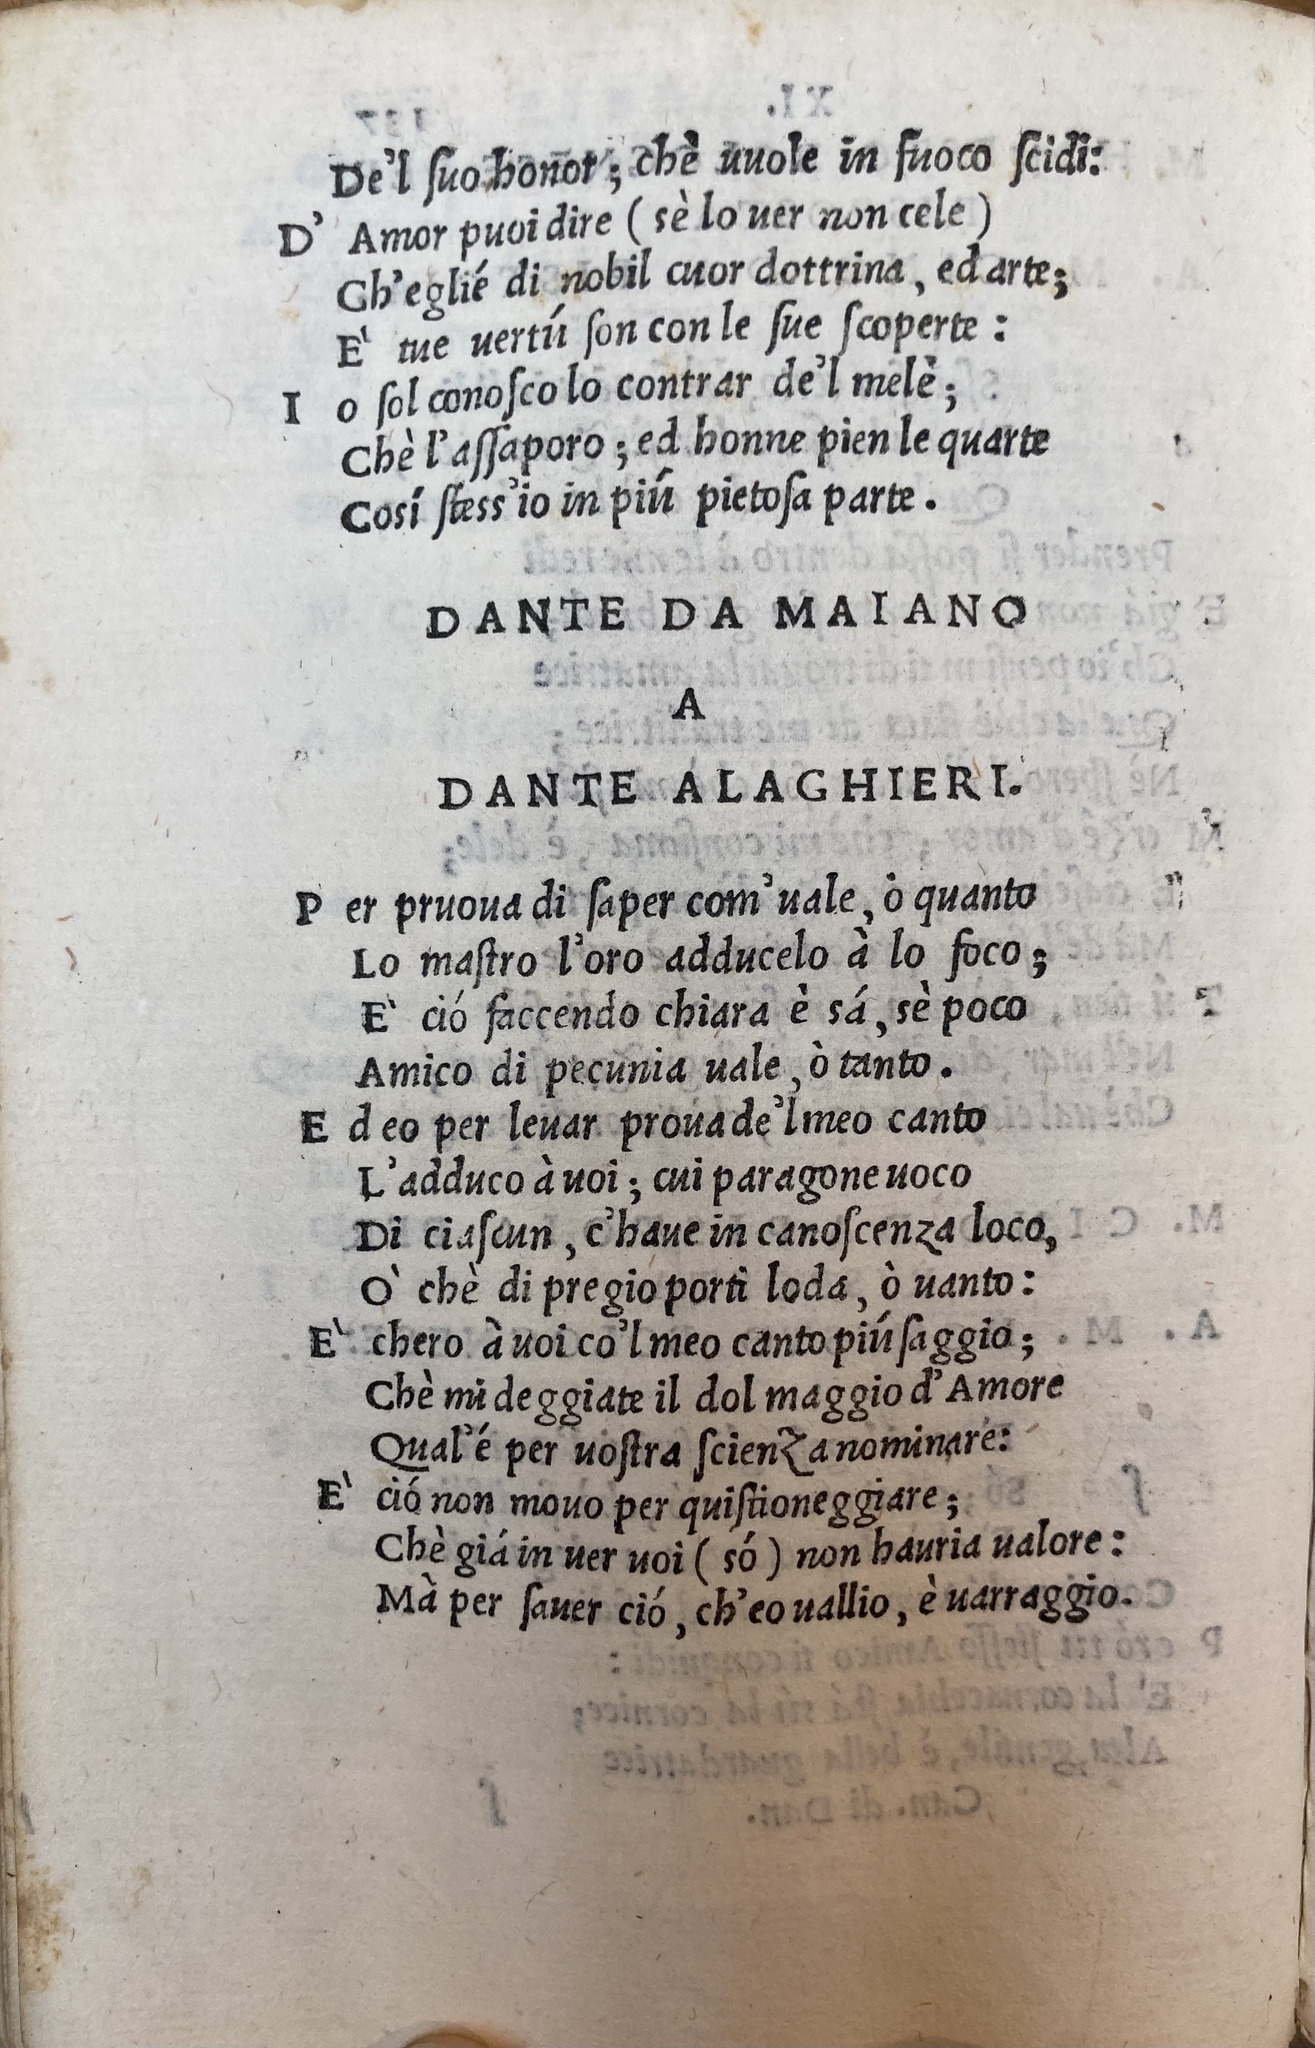 De'l ſuo honor; chè uuole in fuoco ſcidi:
D' Amor puoi dire (sè lo uer non cele)
Ch'eglié di nobil cuor dottrina, ed arte;
E' tue uertú ſon con le ſue ſcoperte:
I o ſol conoſco lo contrar de'l melè;
Chè l'aſſaporo; ed honne pien le quarte
Cosí ſtess'io in piú pietoſa parte.
DANTE DA MAIANO
A
DANTE ALAGHIERI.
P er pruoua di ſaper com'uale, ò quanto
Lo maſtro l'oro adducelo à lo foco;
E' ció faccendo chiara è sá, sè poco
Amico di pecunia uale, ò tanto.
E d eo per leuar proua de'l meo canto
L'adduco à uoi; cui paragone uoco
Di ciaſcun, c'haue in canoſcenza loco,
O' chè di pregio porti loda, ò uanto:
E' chero à uoi co'l meo canto piú ſaggio;
Chè mi deggiate il dol maggio d'Amore
Qual'é per uoſtra ſcienza nominare:
E' ció non mouo per quiſtioneggiare;
Chè giá in uer uoi (só) non hauria ualore:
Mà per ſauer ció, ch'eo uallio, è uarraggio.